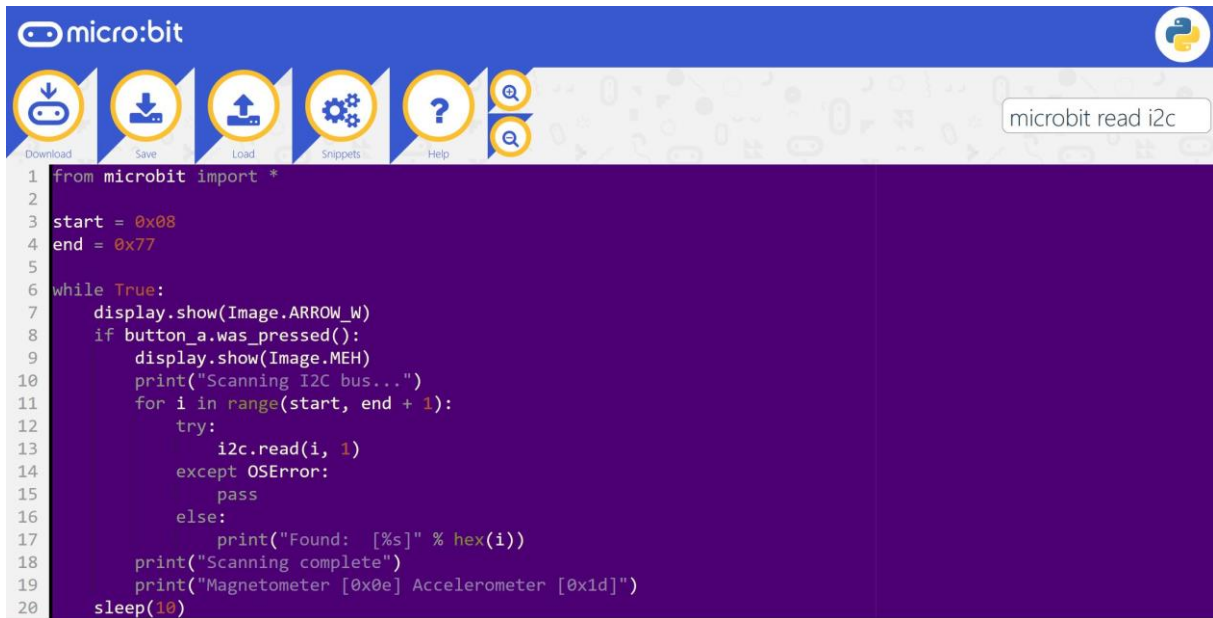 micro:bit
Download Save Load Snippets Help
microbit read i2c
1 from microbit import *
2
3 start = 0x08
4 end = 0x77
5
6 while True:
7     display.show(Image.ARROW_W)
8     if button_a.was_pressed():
9         display.show(Image.MEH)
10         print("Scanning I2C bus...")
11         for i in range(start, end + 1):
12             try:
13                 i2c.read(i, 1)
14             except OSError:
15                 pass
16             else:
17                 print("Found:  [%s]" % hex(i))
18         print("Scanning complete")
19         print("Magnetometer [0x0e] Accelerometer [0x1d]")
20     sleep(10)